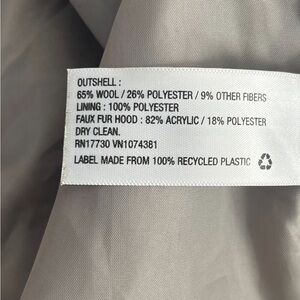 OUTSHELL :
65% WOOL / 26% POLYESTER / 9% OTHER FIBERS
LINING : 100% POLYESTER
FAUX FUR HOOD : 82% ACRYLIC / 18% POLYESTER
DRY CLEAN.
RN17730 VN1074381
LABEL MADE FROM 100% RECYCLED PLASTIC